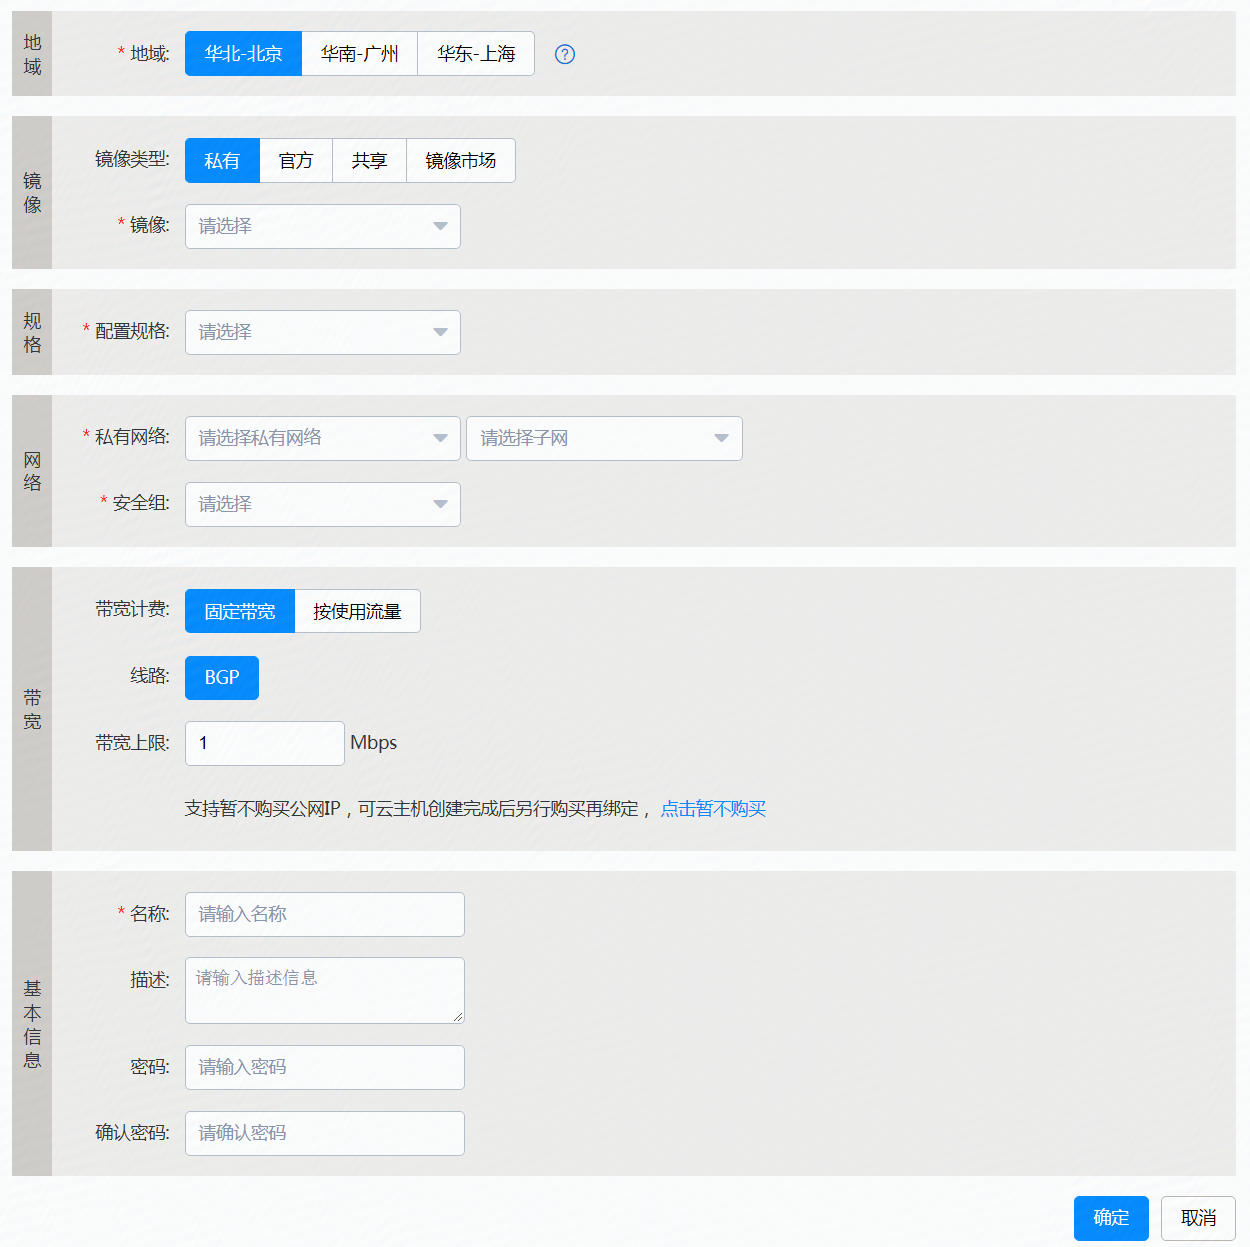 地域
* 地域: 华北-北京 华南-广州 华东-上海 ?
镜像
镜像类型: 私有 官方 共享 镜像市场
* 镜像: 请选择
规格
* 配置规格: 请选择
网络
* 私有网络: 请选择私有网络 请选择子网
* 安全组: 请选择
带宽
带宽计费: 固定带宽 按使用流量
线路: BGP
带宽上限: 1 Mbps
支持暂不购买公网IP，可云主机创建完成后另行购买再绑定， 点击暂不购买
基本信息
* 名称: 请输入名称
描述: 请输入描述信息
密码: 请输入密码
确认密码: 请确认密码
确定 取消